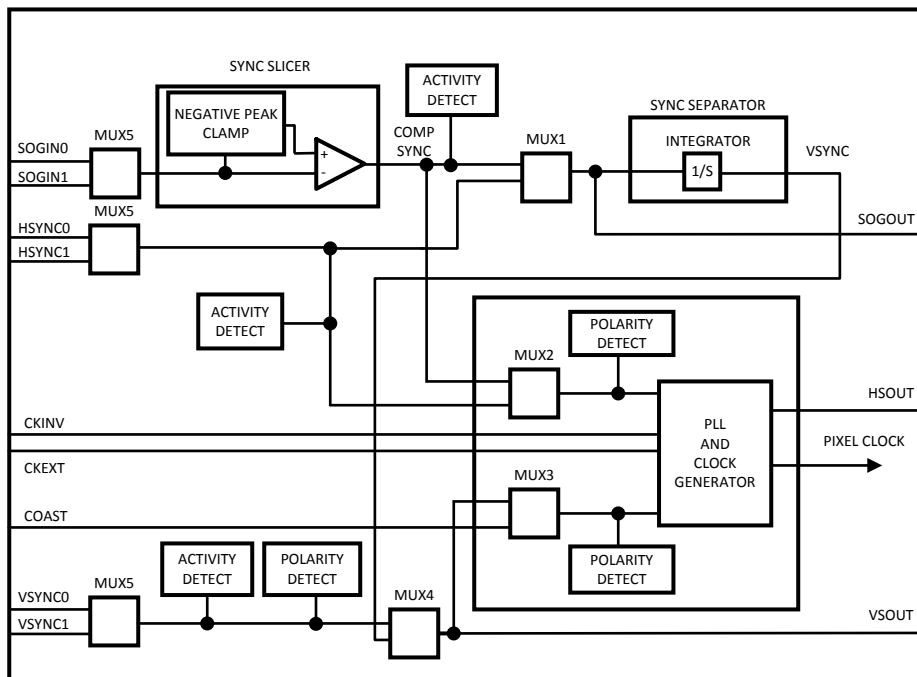 SYNC SLICER
ACTIVITY
DETECT
NEGATIVE PEAK
CLAMP
SYNC SEPARATOR
MUX5
COMP
SYNC
MUX1
INTEGRATOR
VSYNC
SOGIN0
+
-
1/S
SOGIN1
MUX5
SOGOUT
HSYNC0
HSYNC1
ACTIVITY
DETECT
POLARITY
DETECT
MUX2
HSOUT
CKINV
PLL
AND
CLOCK
GENERATOR
PIXEL CLOCK
CKEXT
MUX3
COAST
ACTIVITY
DETECT
POLARITY
DETECT
POLARITY
DETECT
MUX5
MUX4
VSYNC0
VSYNC1
VSOUT